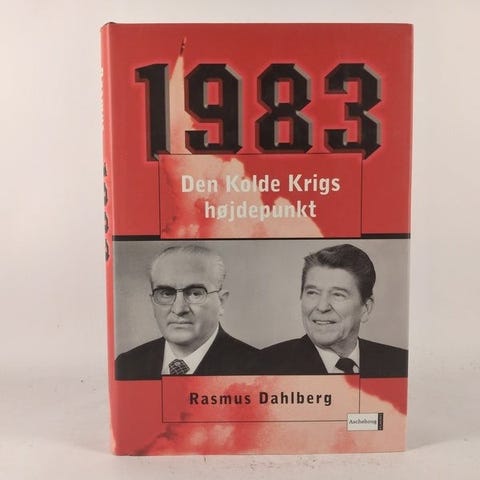 1983
Den Kolde Krigs
højdepunkt
Rasmus Dahlberg
Aschehoug